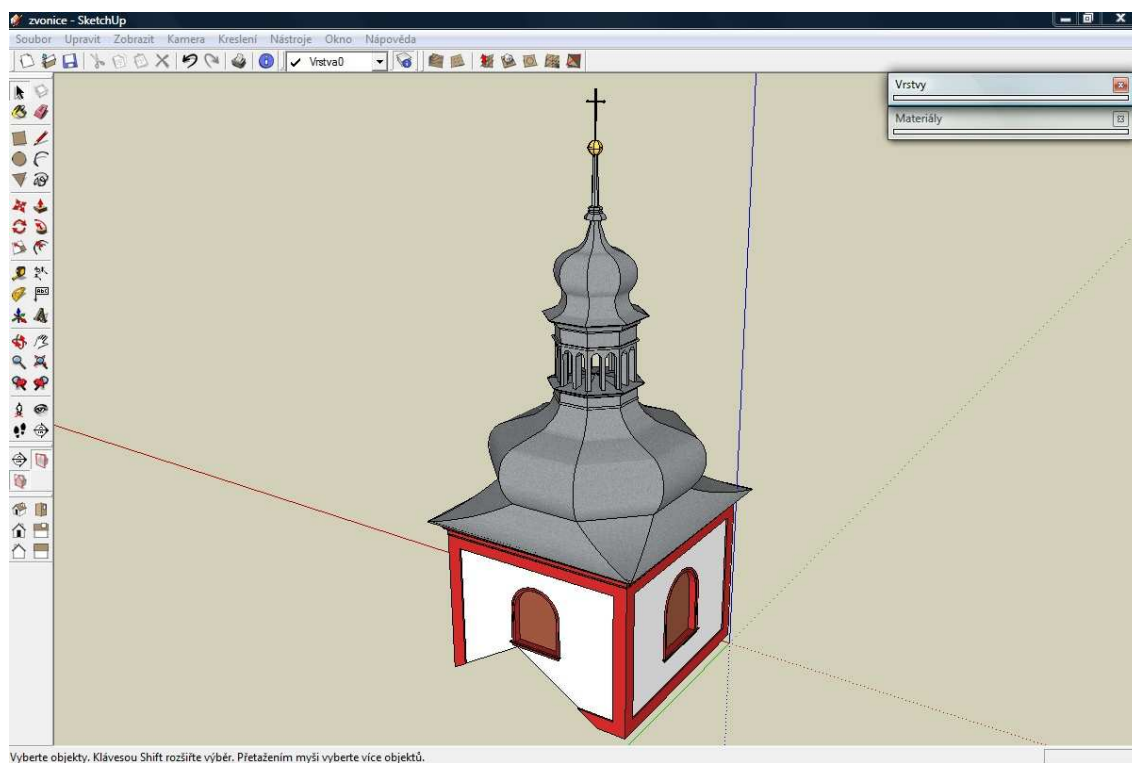 zvonice - SketchUp
Soubor Upravit Zobrazit Kamera Kreslení Nástroje Okno Nápověda
Vrstva0
Vrstvy
Materiály
Vyberte objekty. Klávesou Shift rozšiřte výběr. Přetažením myši vyberte více objektů.